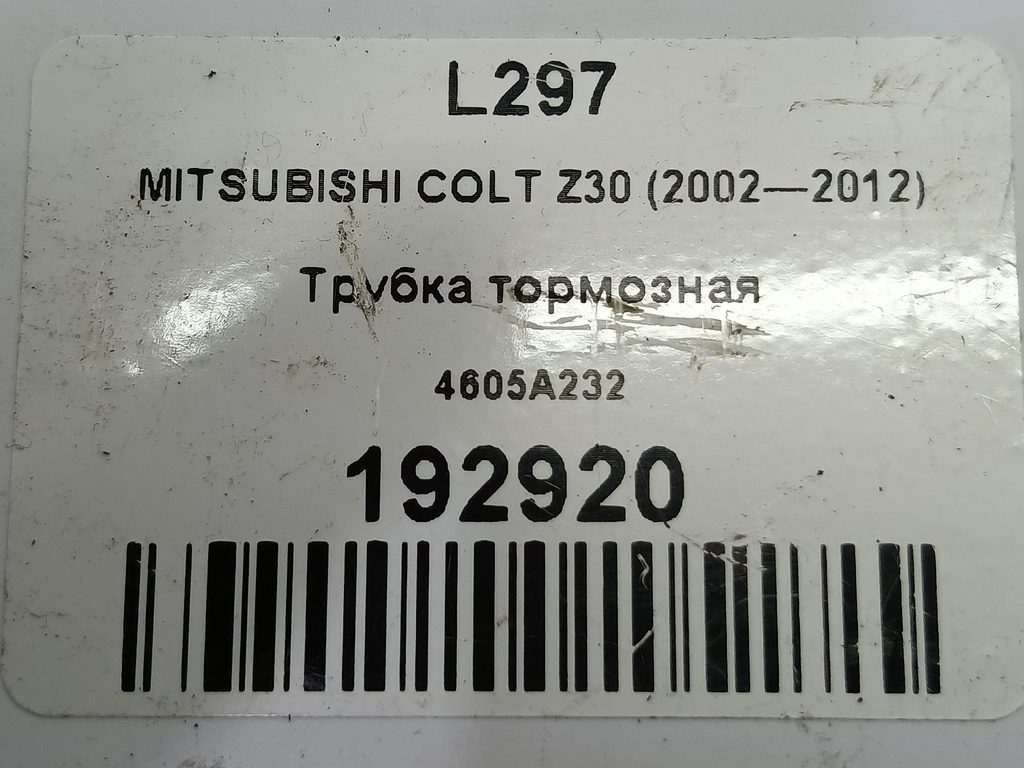 L297
MITSUBISHI COLT Z30 (2002—2012)
Трубка тормозная
4605A232
192920